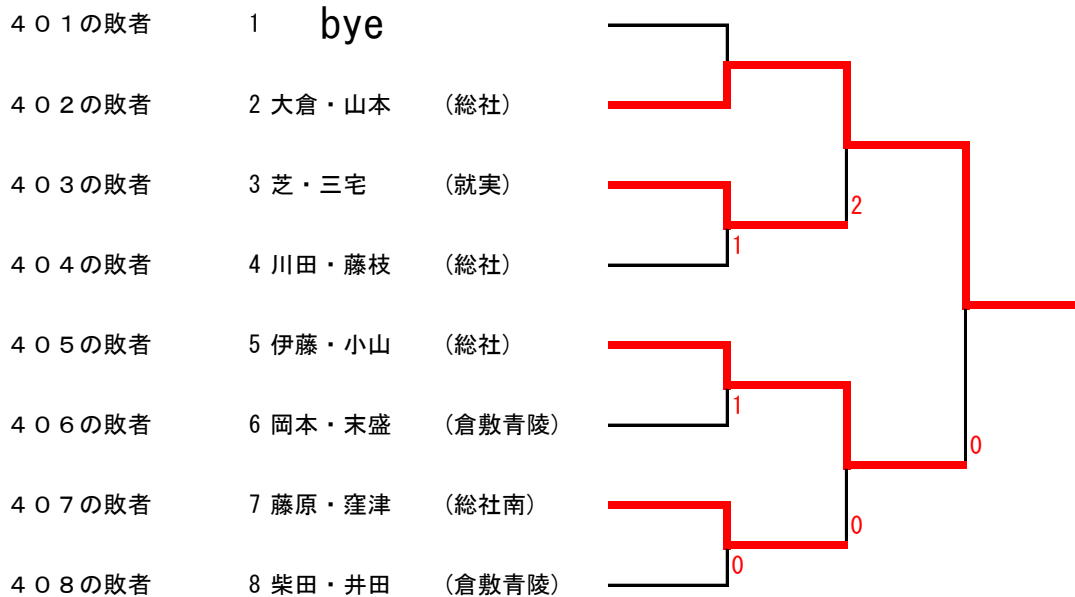 ４０１の敗者 1 bye
４０２の敗者 2 大倉・山本 (総社)
４０３の敗者 3 芝・三宅 (就実)
2
４０４の敗者 4 川田・藤枝 (総社) 1
４０５の敗者 5 伊藤・小山 (総社)
1
４０６の敗者 6 岡本・末盛 (倉敷青陵)
0
４０７の敗者 7 藤原・窪津 (総社南)
0
0
４０８の敗者 8 柴田・井田 (倉敷青陵)